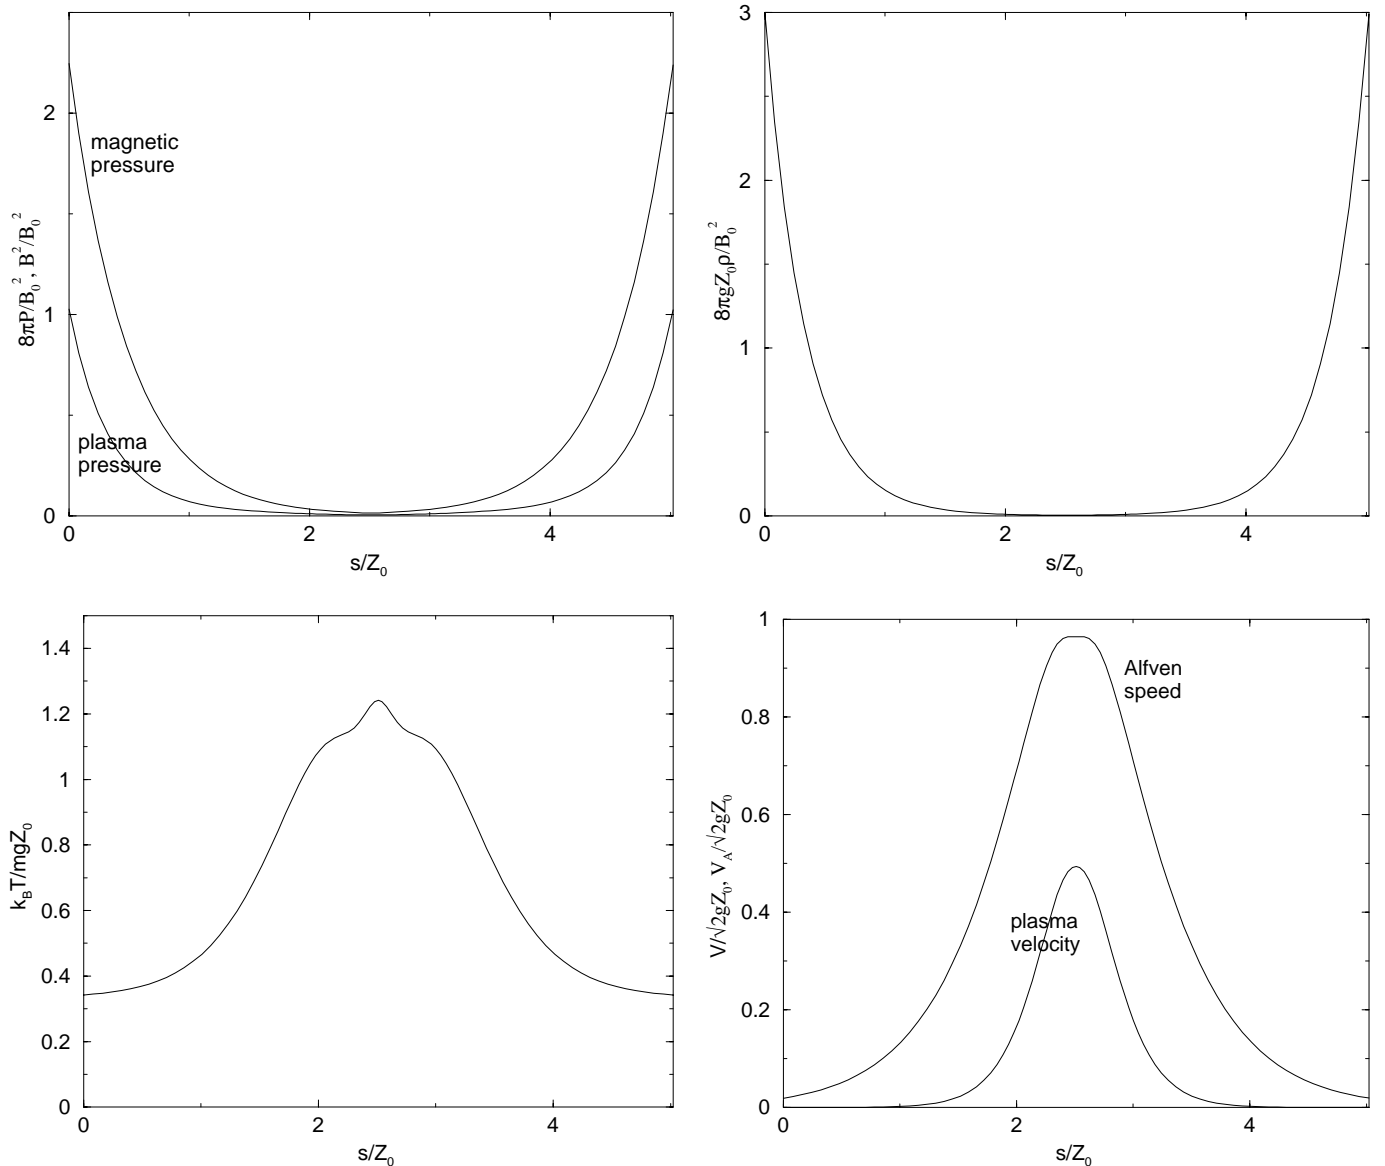 2
1
0
magnetic
pressure
plasma
pressure
8πP/B₀², B²/B₀²
0 2 4
s/Z₀
3
2
1
0
8πgZ₀ρ/B₀²
0 2 4
s/Z₀
1.4
1.2
1
0.8
0.6
0.4
0.2
0
k_BT/mgZ₀
0 2 4
s/Z₀
1
0.8
0.6
0.4
0.2
0
Alfven
speed
plasma
velocity
V/√2gZ₀, V_A/√2gZ₀
0 2 4
s/Z₀